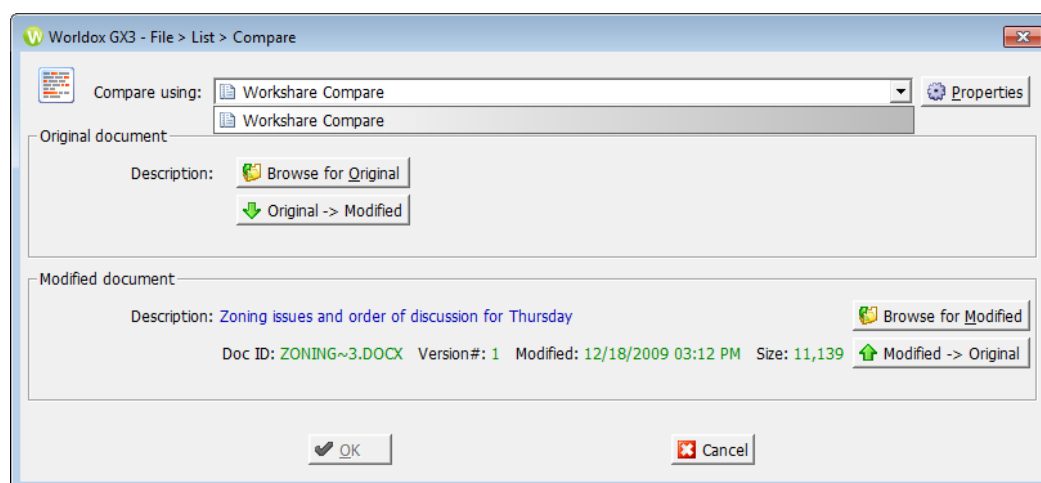 Worldox GX3 - File > List > Compare
Compare using: Workshare Compare Properties
Workshare Compare
Original document
Description: Browse for Original
Original -> Modified
Modified document
Description: Zoning issues and order of discussion for Thursday Browse for Modified
Doc ID: ZONING~3.DOCX Version#: 1 Modified: 12/18/2009 03:12 PM Size: 11,139 Modified -> Original
OK Cancel